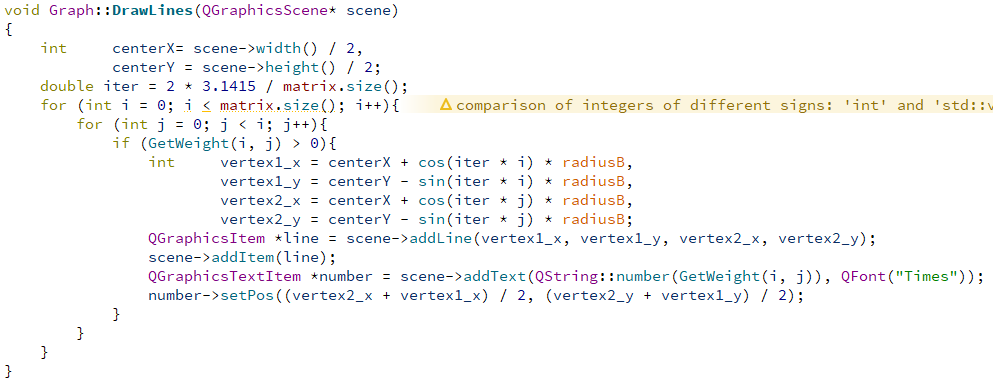 void Graph::DrawLines(QGraphicsScene* scene)
{
    int     centerX= scene->width() / 2,
            centerY = scene->height() / 2;
    double iter = 2 * 3.1415 / matrix.size();
    for (int i = 0; i < matrix.size(); i++){     comparison of integers of different signs: 'int' and 'std::v
        for (int j = 0; j < i; j++){
            if (GetWeight(i, j) > 0){
                int     vertex1_x = centerX + cos(iter * i) * radiusB,
                        vertex1_y = centerY - sin(iter * i) * radiusB,
                        vertex2_x = centerX + cos(iter * j) * radiusB,
                        vertex2_y = centerY - sin(iter * j) * radiusB;
                QGraphicsItem *line = scene->addLine(vertex1_x, vertex1_y, vertex2_x, vertex2_y);
                scene->addItem(line);
                QGraphicsTextItem *number = scene->addText(QString::number(GetWeight(i, j)), QFont("Times"));
                number->setPos((vertex2_x + vertex1_x) / 2, (vertex2_y + vertex1_y) / 2);
            }
        }
    }
}